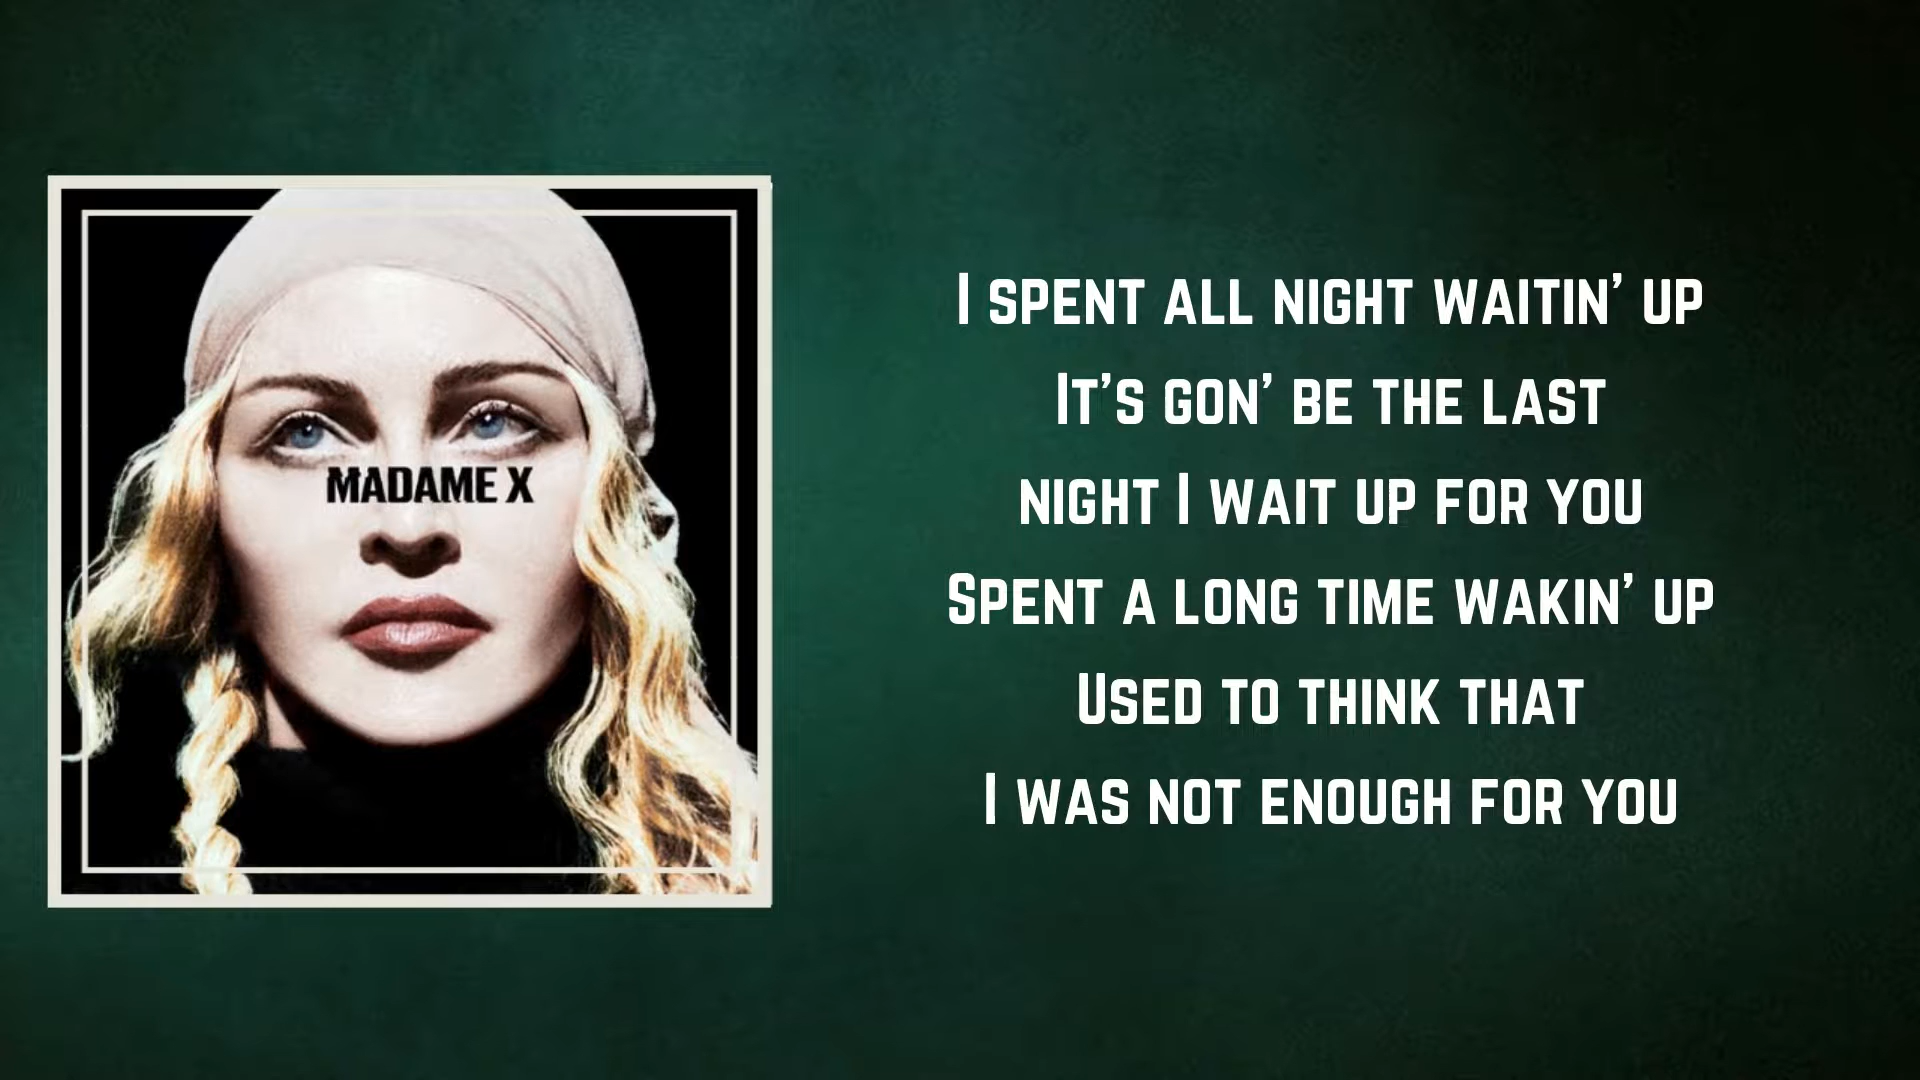 MADAME X
I SPENT ALL NIGHT WAITIN’ UP
IT’S GON’ BE THE LAST
NIGHT I WAIT UP FOR YOU
SPENT A LONG TIME WAKIN’ UP
USED TO THINK THAT
I WAS NOT ENOUGH FOR YOU